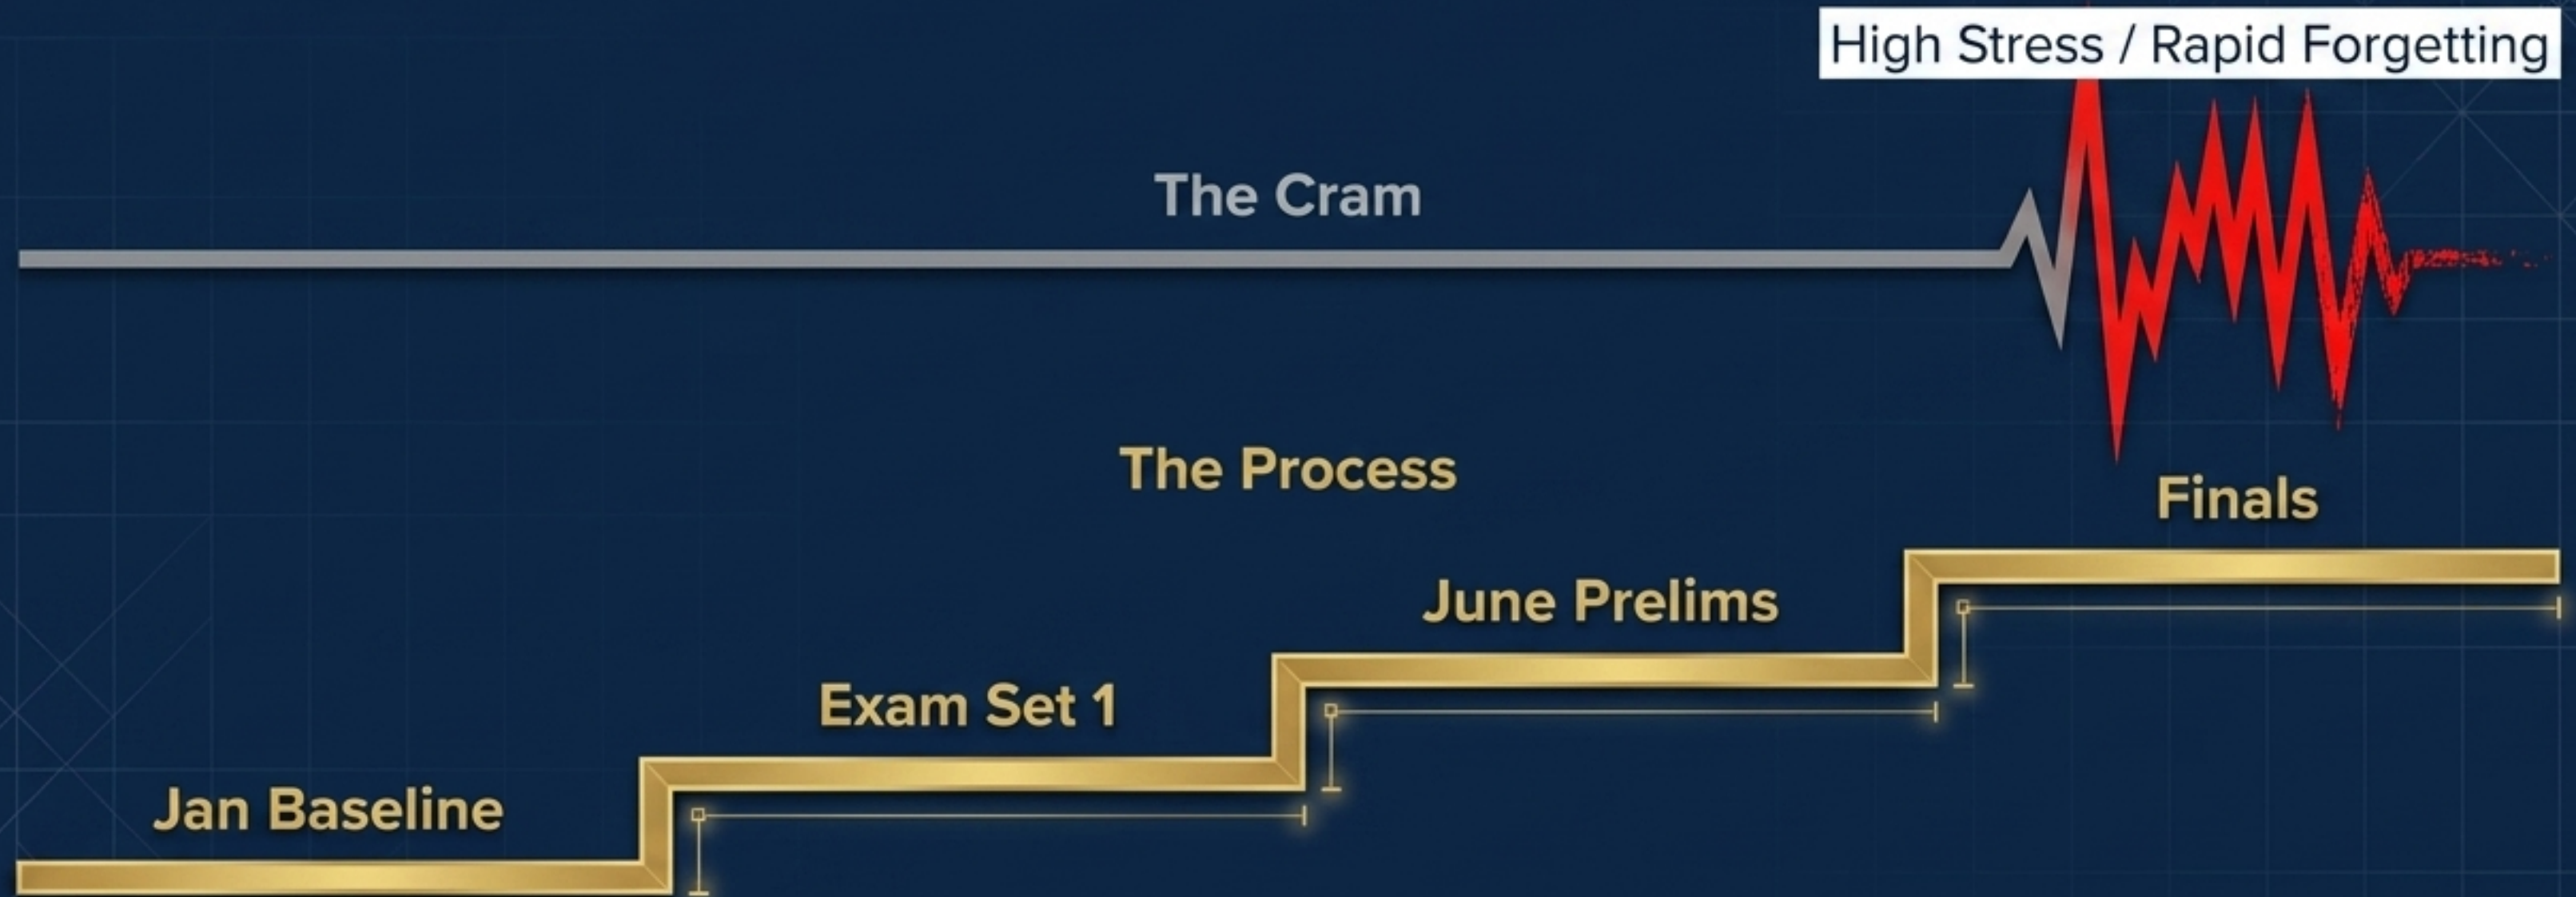 High Stress / Rapid Forgetting
The Cram
The Process
Finals
June Prelims
Exam Set 1
Jan Baseline